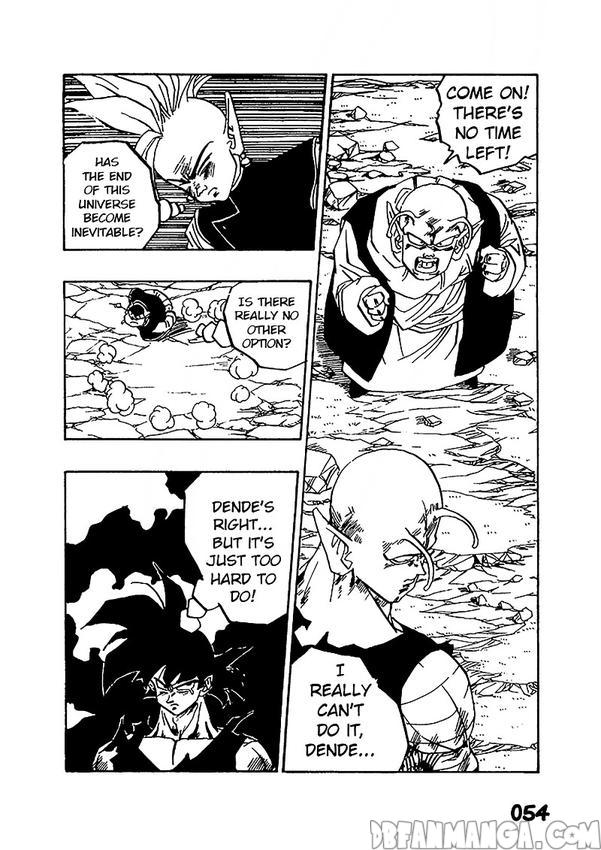 COME ON!
THERE'S
NO TIME
LEFT!
I
REALLY
CAN'T
DO IT,
DENDE...
HAS
THE END
OF THIS
UNIVERSE
BECOME
INEVITABLE?
IS THERE
REALLY NO
OTHER
OPTION?
DENDE'S
RIGHT...
BUT IT'S
JUST TOO
HARD TO
DO!
054
DBFANMANGA.COM